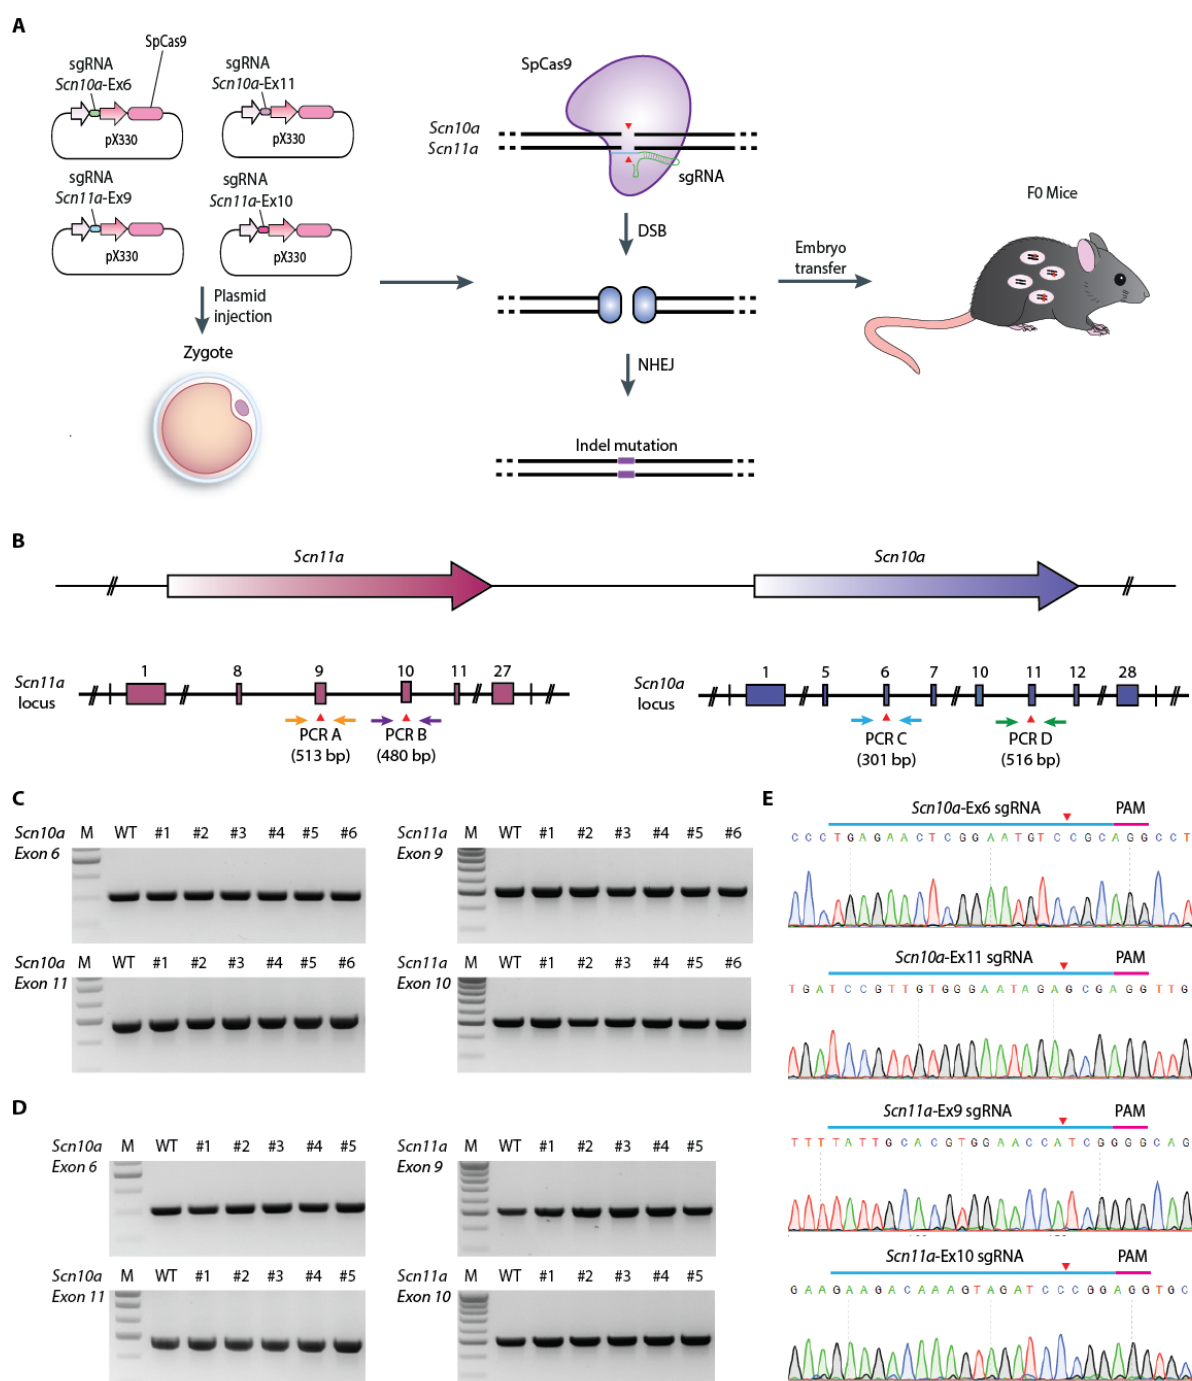 A
SpCas9
sgRNA
Scn10a-Ex6
pX330
sgRNA
Scn10a-Ex11
pX330
sgRNA
Scn11a-Ex9
pX330
sgRNA
Scn11a-Ex10
pX330
Plasmid
injection
Zygote
SpCas9
Scn10a
Scn11a
sgRNA
DSB
NHEJ
Indel mutation
Embryo
transfer
F0 Mice
B
Scn11a
Scn10a
Scn11a
locus
1 8 9 10 11 27
PCR A
(513 bp)
PCR B
(480 bp)
Scn10a
locus
1 5 6 7 10 11 12 28
PCR C
(301 bp)
PCR D
(516 bp)
C
Scn10a
Exon 6
M WT #1 #2 #3 #4 #5 #6
Scn11a
Exon 9
M WT #1 #2 #3 #4 #5 #6
Scn10a
Exon 11
M WT #1 #2 #3 #4 #5 #6
Scn11a
Exon 10
M WT #1 #2 #3 #4 #5 #6
D
Scn10a
Exon 6
M WT #1 #2 #3 #4 #5
Scn11a
Exon 9
M WT #1 #2 #3 #4 #5
Scn10a
Exon 11
M WT #1 #2 #3 #4 #5
Scn11a
Exon 10
M WT #1 #2 #3 #4 #5
E
Scn10a-Ex6 sgRNA PAM
C C C T G A G A A C T C G G A A T G T C C G C A G G C C T
Scn10a-Ex11 sgRNA PAM
T G A T C C G T T G T G G G A A T A G A G C G A G G T T G
Scn11a-Ex9 sgRNA PAM
T T T T A T T G C A C G T G G A A C C A T C G G G G C A G
Scn11a-Ex10 sgRNA PAM
G A A G A A G A C A A A G T A G A T C C C G G A G G T G C